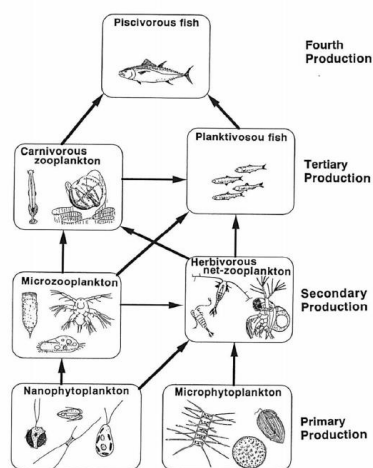 Piscivorous fish
Fourth
Production
Carnivorous
zooplankton
Planktivosou fish
Tertiary
Production
Microzooplankton
Herbivorous
net-zooplankton
Secondary
Production
Nanophytoplankton
Microphytoplankton
Primary
Production